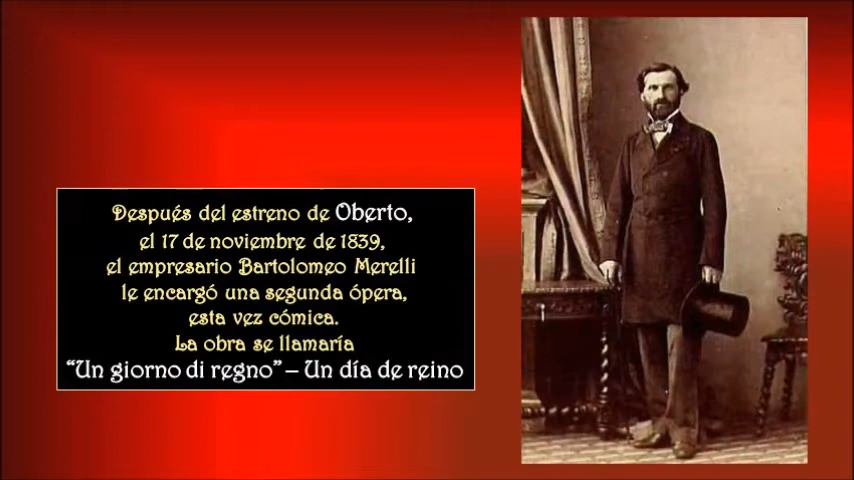 Después del estreno de Oberto,
el 17 de noviembre de 1839,
el empresario Bartolomeo Merelli
le encargó una segunda ópera,
esta vez cómica.
La obra se llamaría
“Un giorno di regno” – Un día de reino